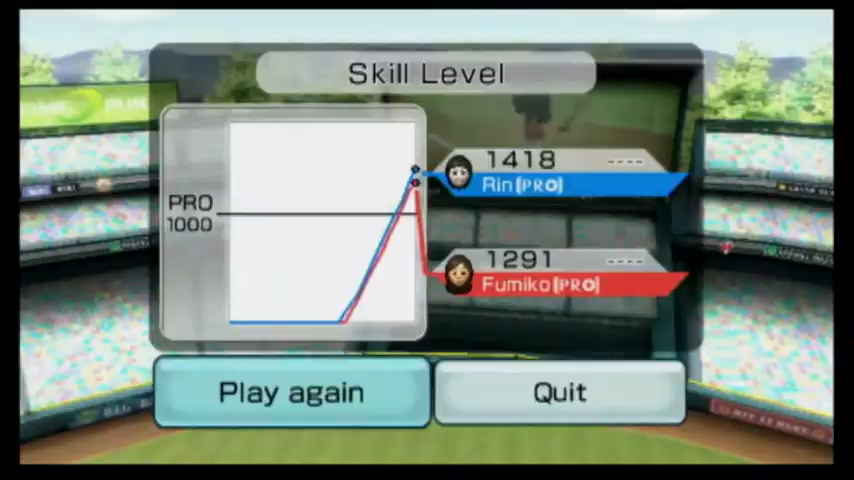 Skill Level
PRO
1000
1418 ----
Rin [PRO]
1291 ----
Fumiko [PRO]
Play again
Quit